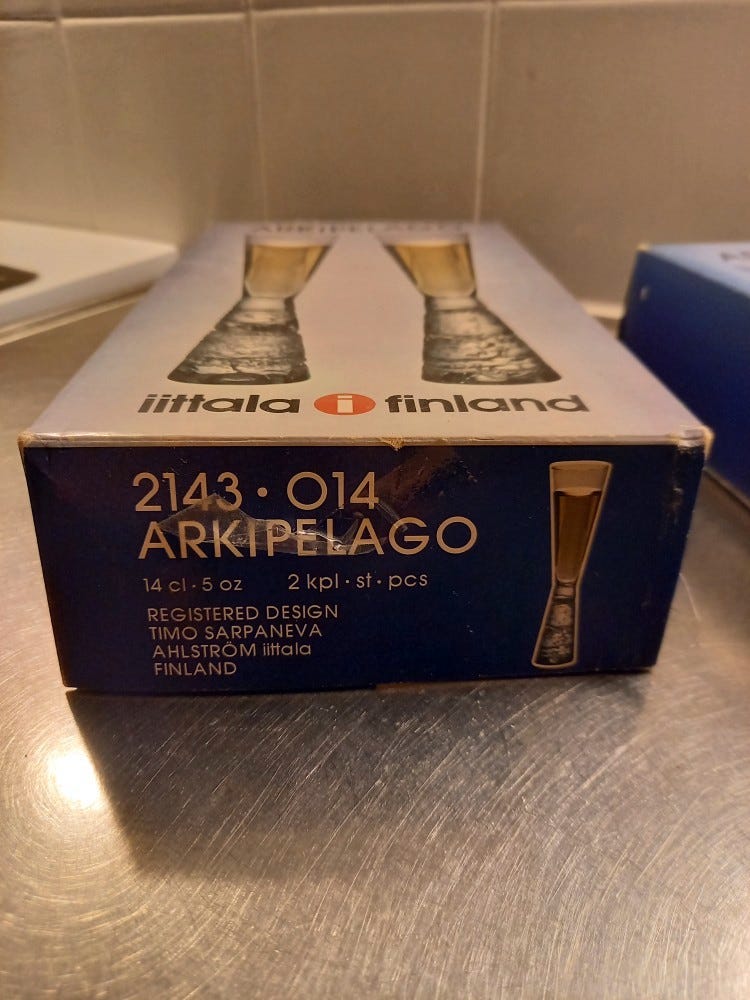 ARKIPELAGO
iittala i finland
2143 · 014
ARKIPELAGO
14 cl · 5 oz 2 kpl · st · pcs
REGISTERED DESIGN
TIMO SARPANEVA
AHLSTRÖM iittala
FINLAND